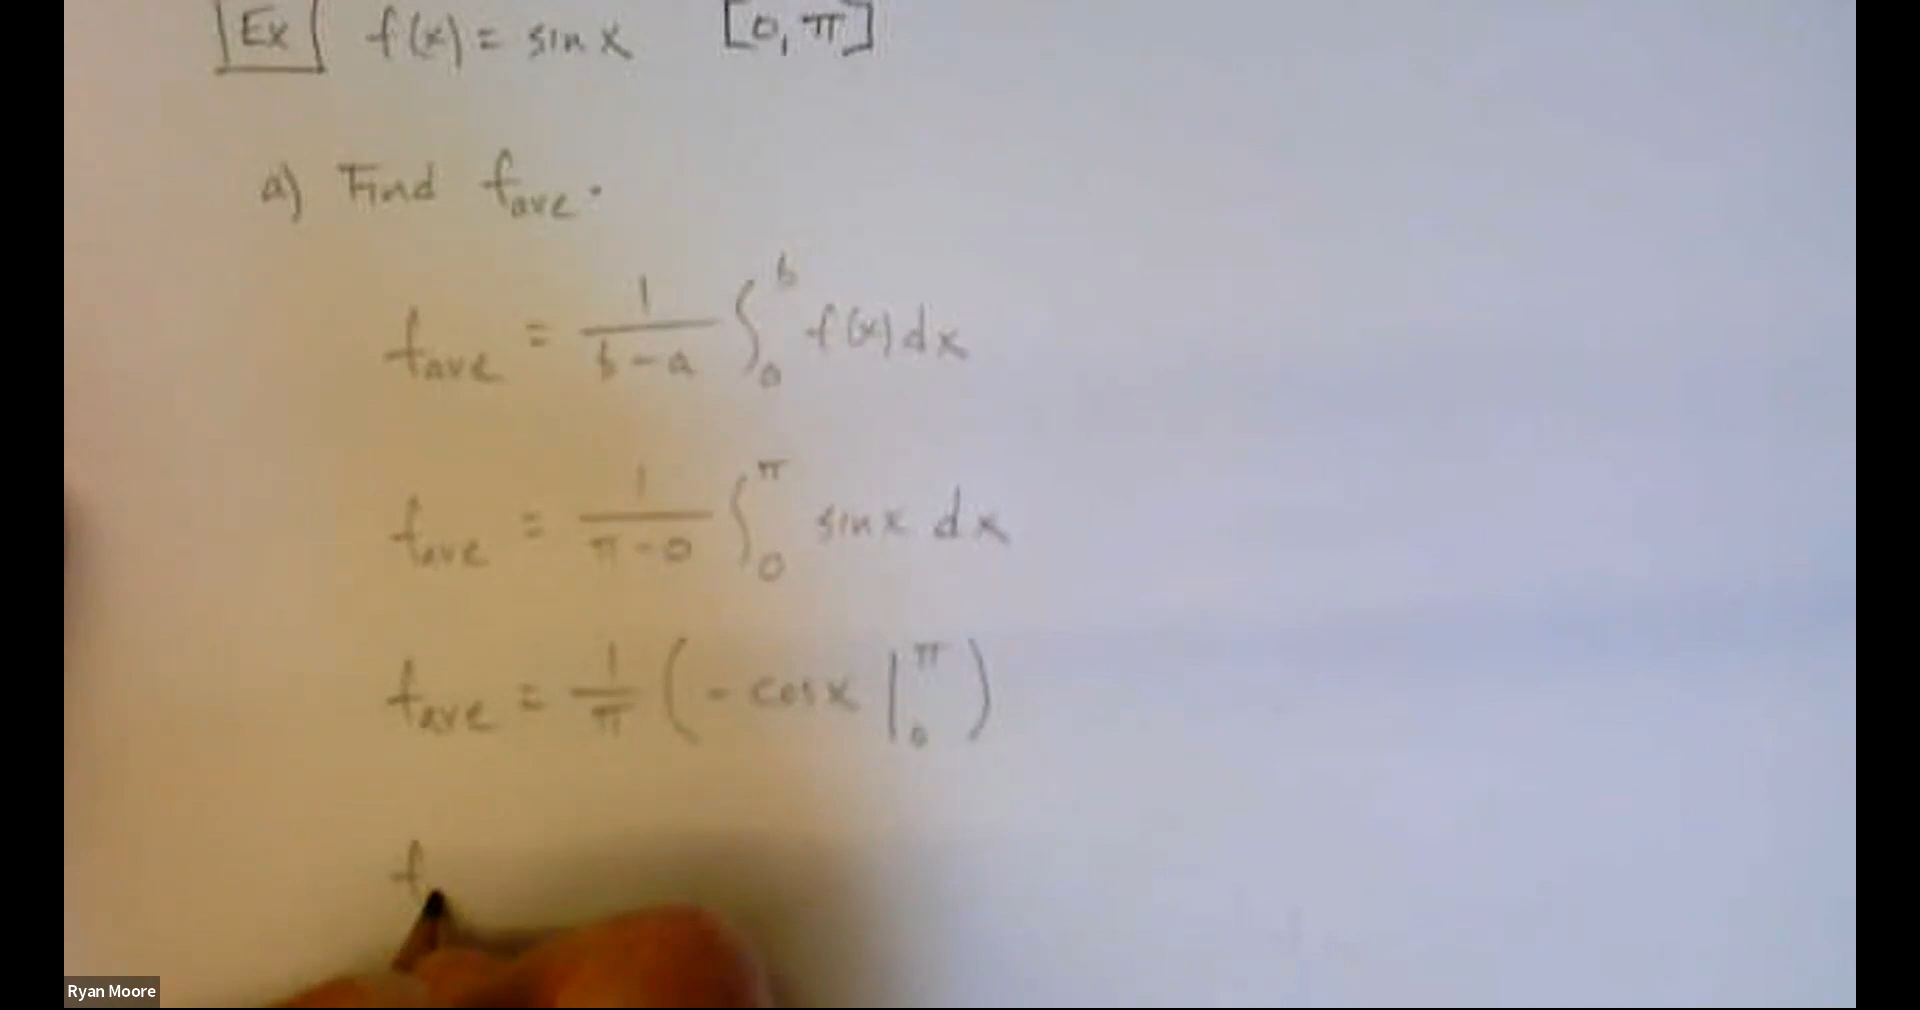 Ex f(x) = sin x [0, π]
a) Find f_ave.
f_ave = 1/(b-a) ∫_a^b f(x) dx
f_ave = 1/(π-0) ∫_0^π sin x dx
f_ave = 1/π (-cos x |_0^π)
f
Ryan Moore